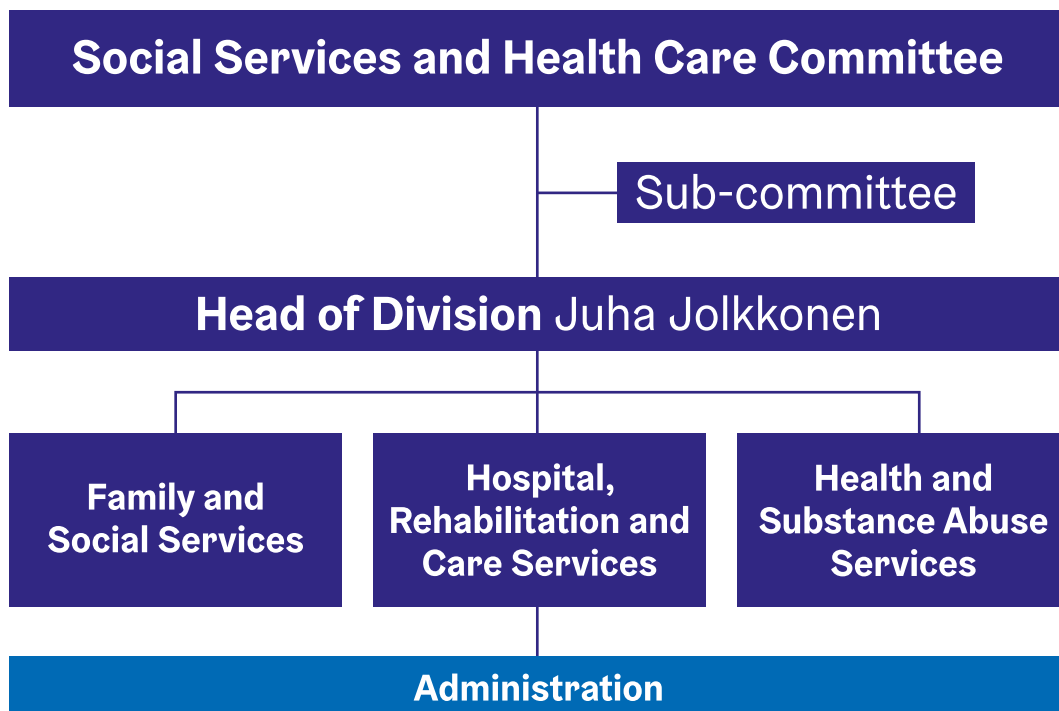 Social Services and Health Care Committee
Sub-committee
Head of Division Juha Jolkkonen
Family and
Social Services
Hospital,
Rehabilitation and
Care Services
Health and
Substance Abuse
Services
Administration